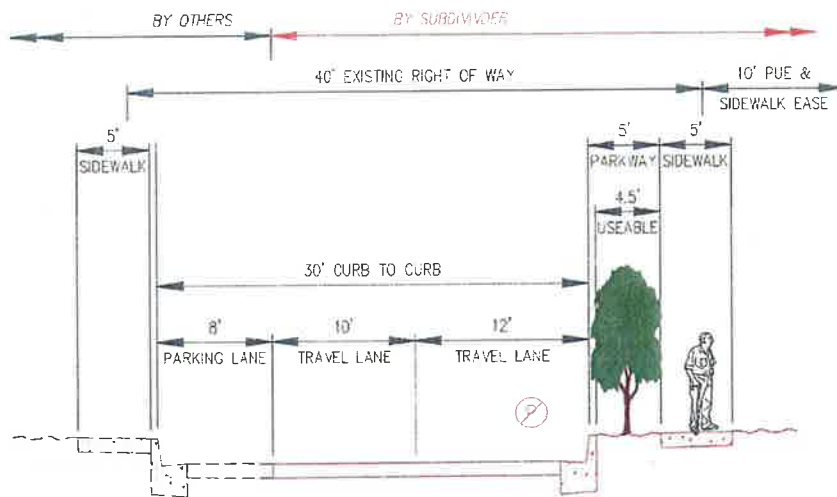 BY OTHERS
BY SUBDIVIDER
40' EXISTING RIGHT OF WAY
10' PUE &
SIDEWALK EASE
5'
SIDEWALK
5'
PARKWAY
5'
SIDEWALK
4.5'
USEABLE
30' CURB TO CURB
8'
PARKING LANE
10'
TRAVEL LANE
12'
TRAVEL LANE
P